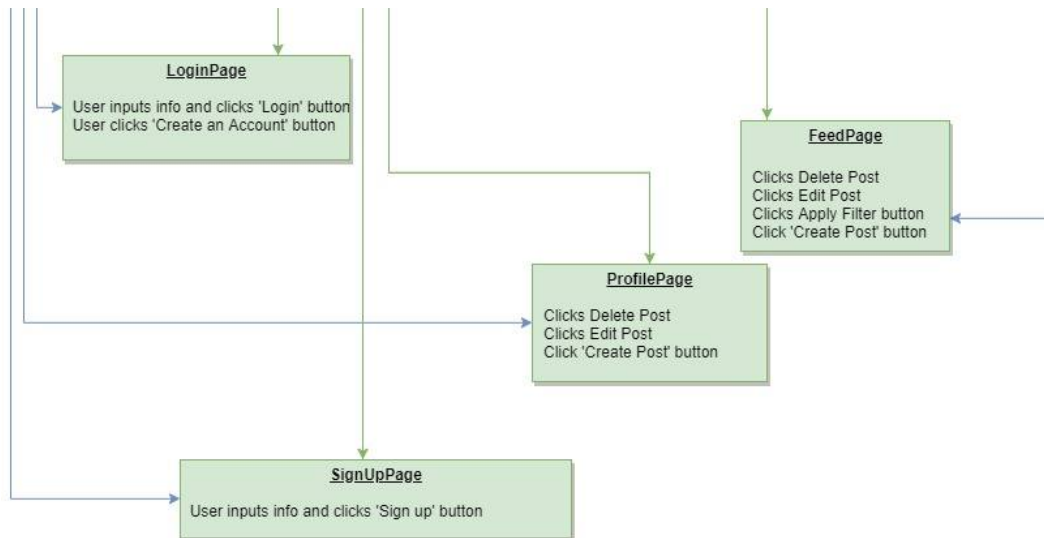 LoginPage
User inputs info and clicks 'Login' button
User clicks 'Create an Account' button
FeedPage
Clicks Delete Post
Clicks Edit Post
Clicks Apply Filter button
Click 'Create Post' button
ProfilePage
Clicks Delete Post
Clicks Edit Post
Click 'Create Post' button
SignUpPage
User inputs info and clicks 'Sign up' button